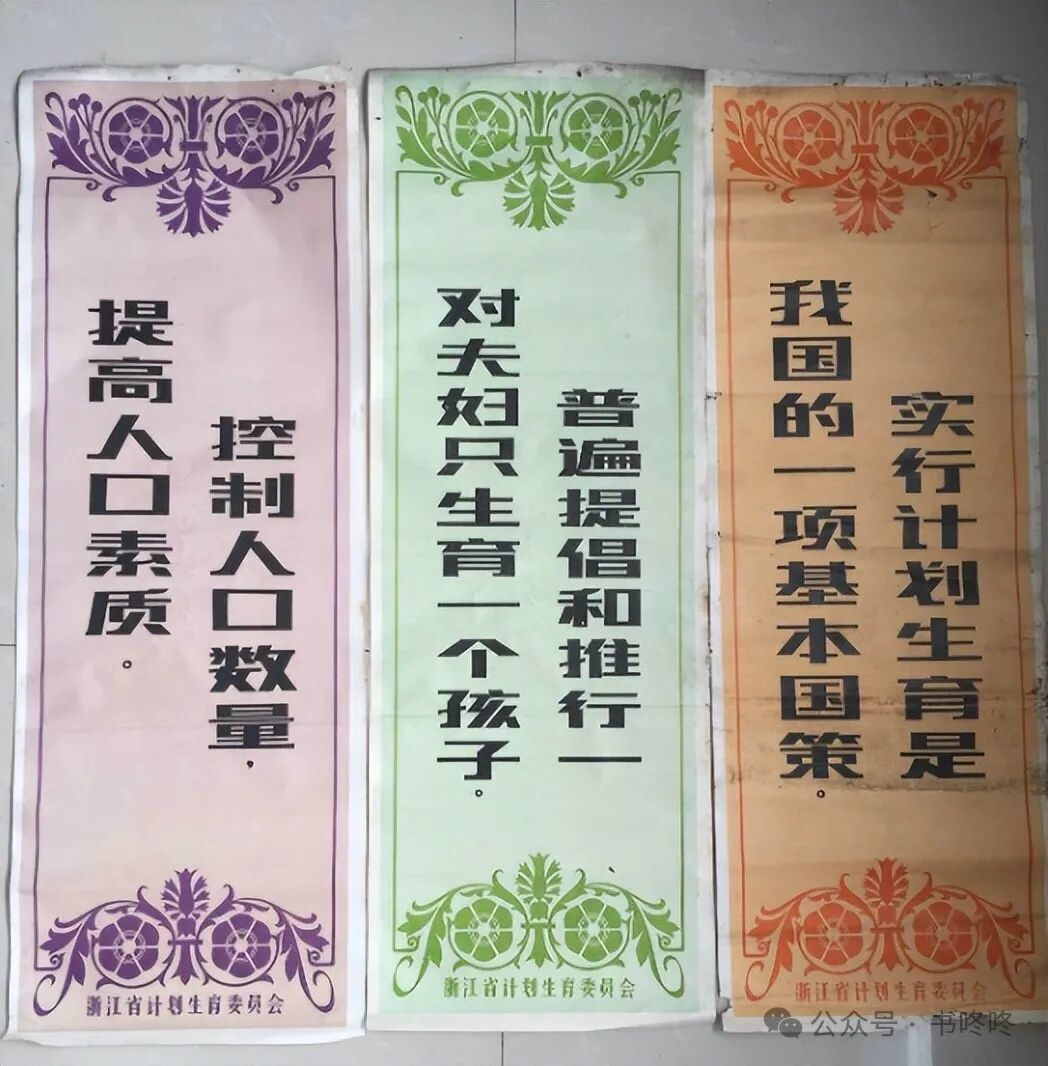 实行计划生育是
我国的一项基本国策。
浙江省计划生育委员会
普遍提倡和推行一
对夫妇只生育一个孩子。
浙江省计划生育委员会
控制人口数量，
提高人口素质。
浙江省计划生育委员会
公众号·书咚咚